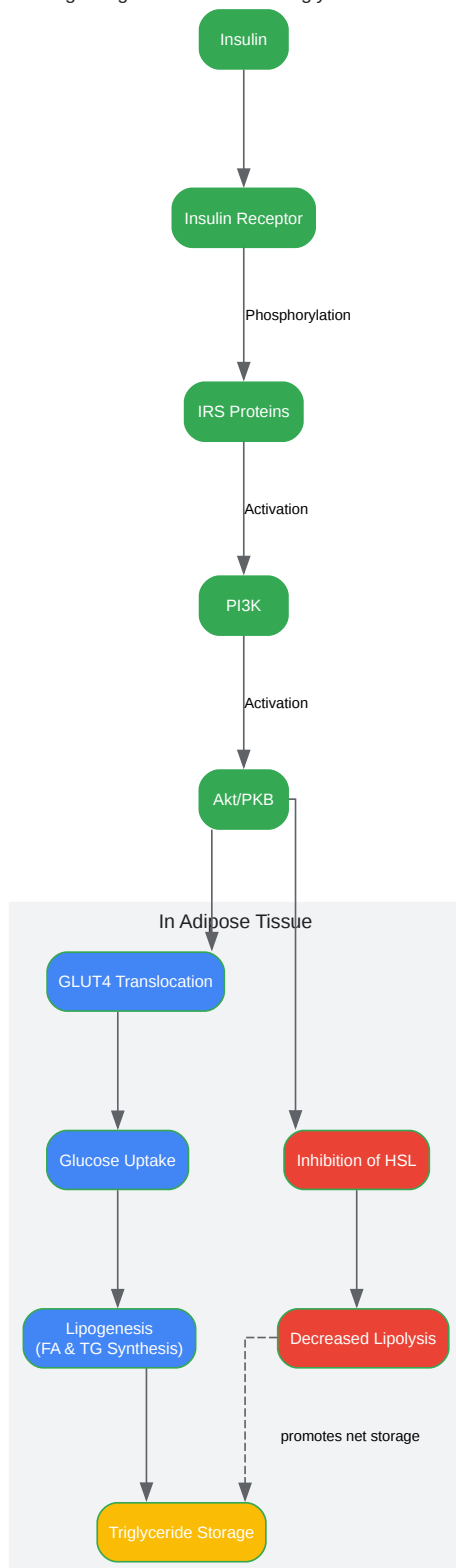 Insulin
Insulin Receptor
Phosphorylation
IRS Proteins
Activation
PI3K
Activation
Akt/PKB
In Adipose Tissue
GLUT4 Translocation
Glucose Uptake
Inhibition of HSL
Lipogenesis
(FA & TG Synthesis)
Decreased Lipolysis
promotes net storage
Triglyceride Storage